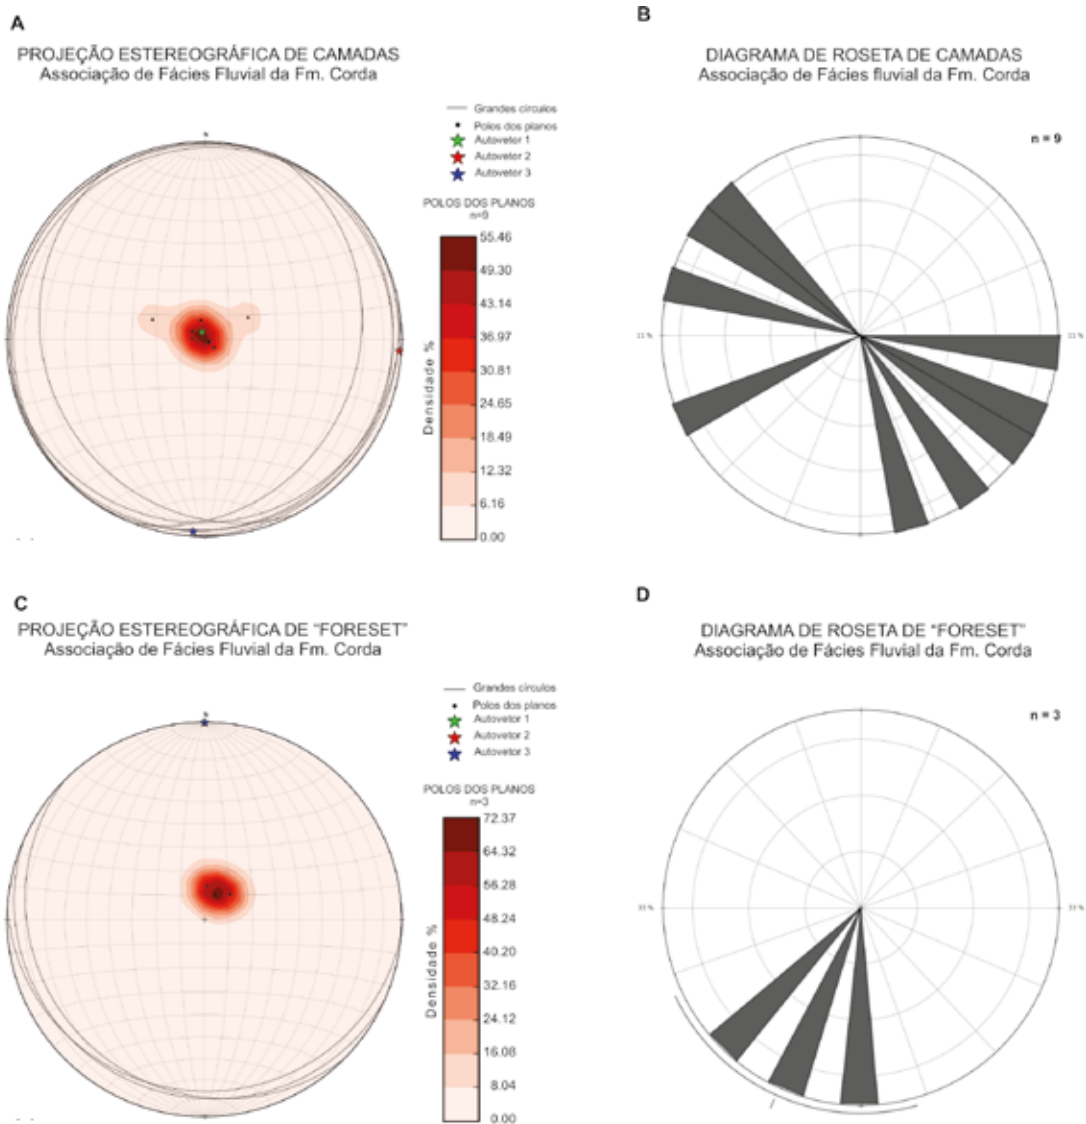 A
PROJEÇÃO ESTEREOGRÁFICA DE CAMADAS
Associação de Fácies Fluvial da Fm. Corda
N
Grandes círculos
Polos dos planos
Autovetor 1
Autovetor 2
Autovetor 3
POLOS DOS PLANOS
n=9
Densidade %
55.46
49.30
43.14
36.97
30.81
24.65
18.49
12.32
6.16
0.00
B
DIAGRAMA DE ROSETA DE CAMADAS
Associação de Fácies fluvial da Fm. Corda
n = 9
11 %
11 %
C
PROJEÇÃO ESTEREOGRÁFICA DE “FORESET”
Associação de Fácies Fluvial da Fm. Corda
N
Grandes círculos
Polos dos planos
Autovetor 1
Autovetor 2
Autovetor 3
POLOS DOS PLANOS
n=3
Densidade %
72.37
64.32
56.28
48.24
40.20
32.16
24.12
16.08
8.04
0.00
D
DIAGRAMA DE ROSETA DE “FORESET”
Associação de Fácies Fluvial da Fm. Corda
n = 3
33 %
33 %